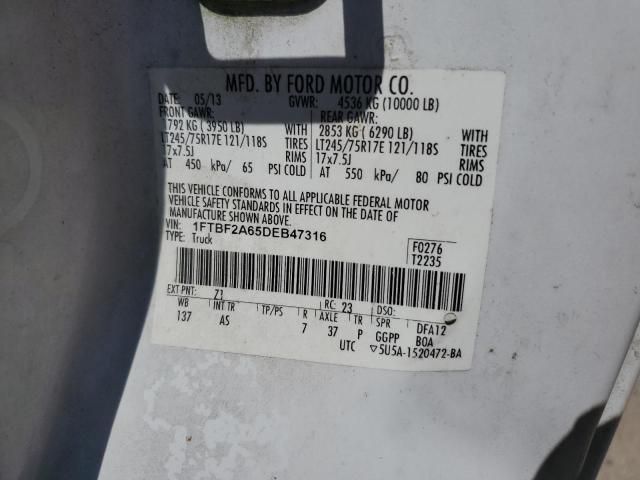 MFD. BY FORD MOTOR CO.
DATE: 05/13 GVWR: 4536 KG (10000 LB)
FRONT GAWR: REAR GAWR:
1792 KG ( 3950 LB) WITH 2853 KG ( 6290 LB) WITH
LT245/75R17E 121/118S TIRES LT245/75R17E 121/118S TIRES
17x7.5J RIMS 17x7.5J RIMS
AT 450 kPa/ 65 PSI COLD AT 550 kPa/ 80 PSI COLD
THIS VEHICLE CONFORMS TO ALL APPLICABLE FEDERAL MOTOR
VEHICLE SAFETY STANDARDS IN EFFECT ON THE DATE OF
MANUFACTURE SHOWN ABOVE.
VIN: 1FTBF2A65DEB47316 F0276
TYPE: Truck T2235
EXT PNT: Z1 RC: 23 DSO:
WB INT TR TP/PS R AXLE TR SPR DFA12
137 AS 7 37 P GGPP BOA
UTC ▽5U5A-1520472-BA